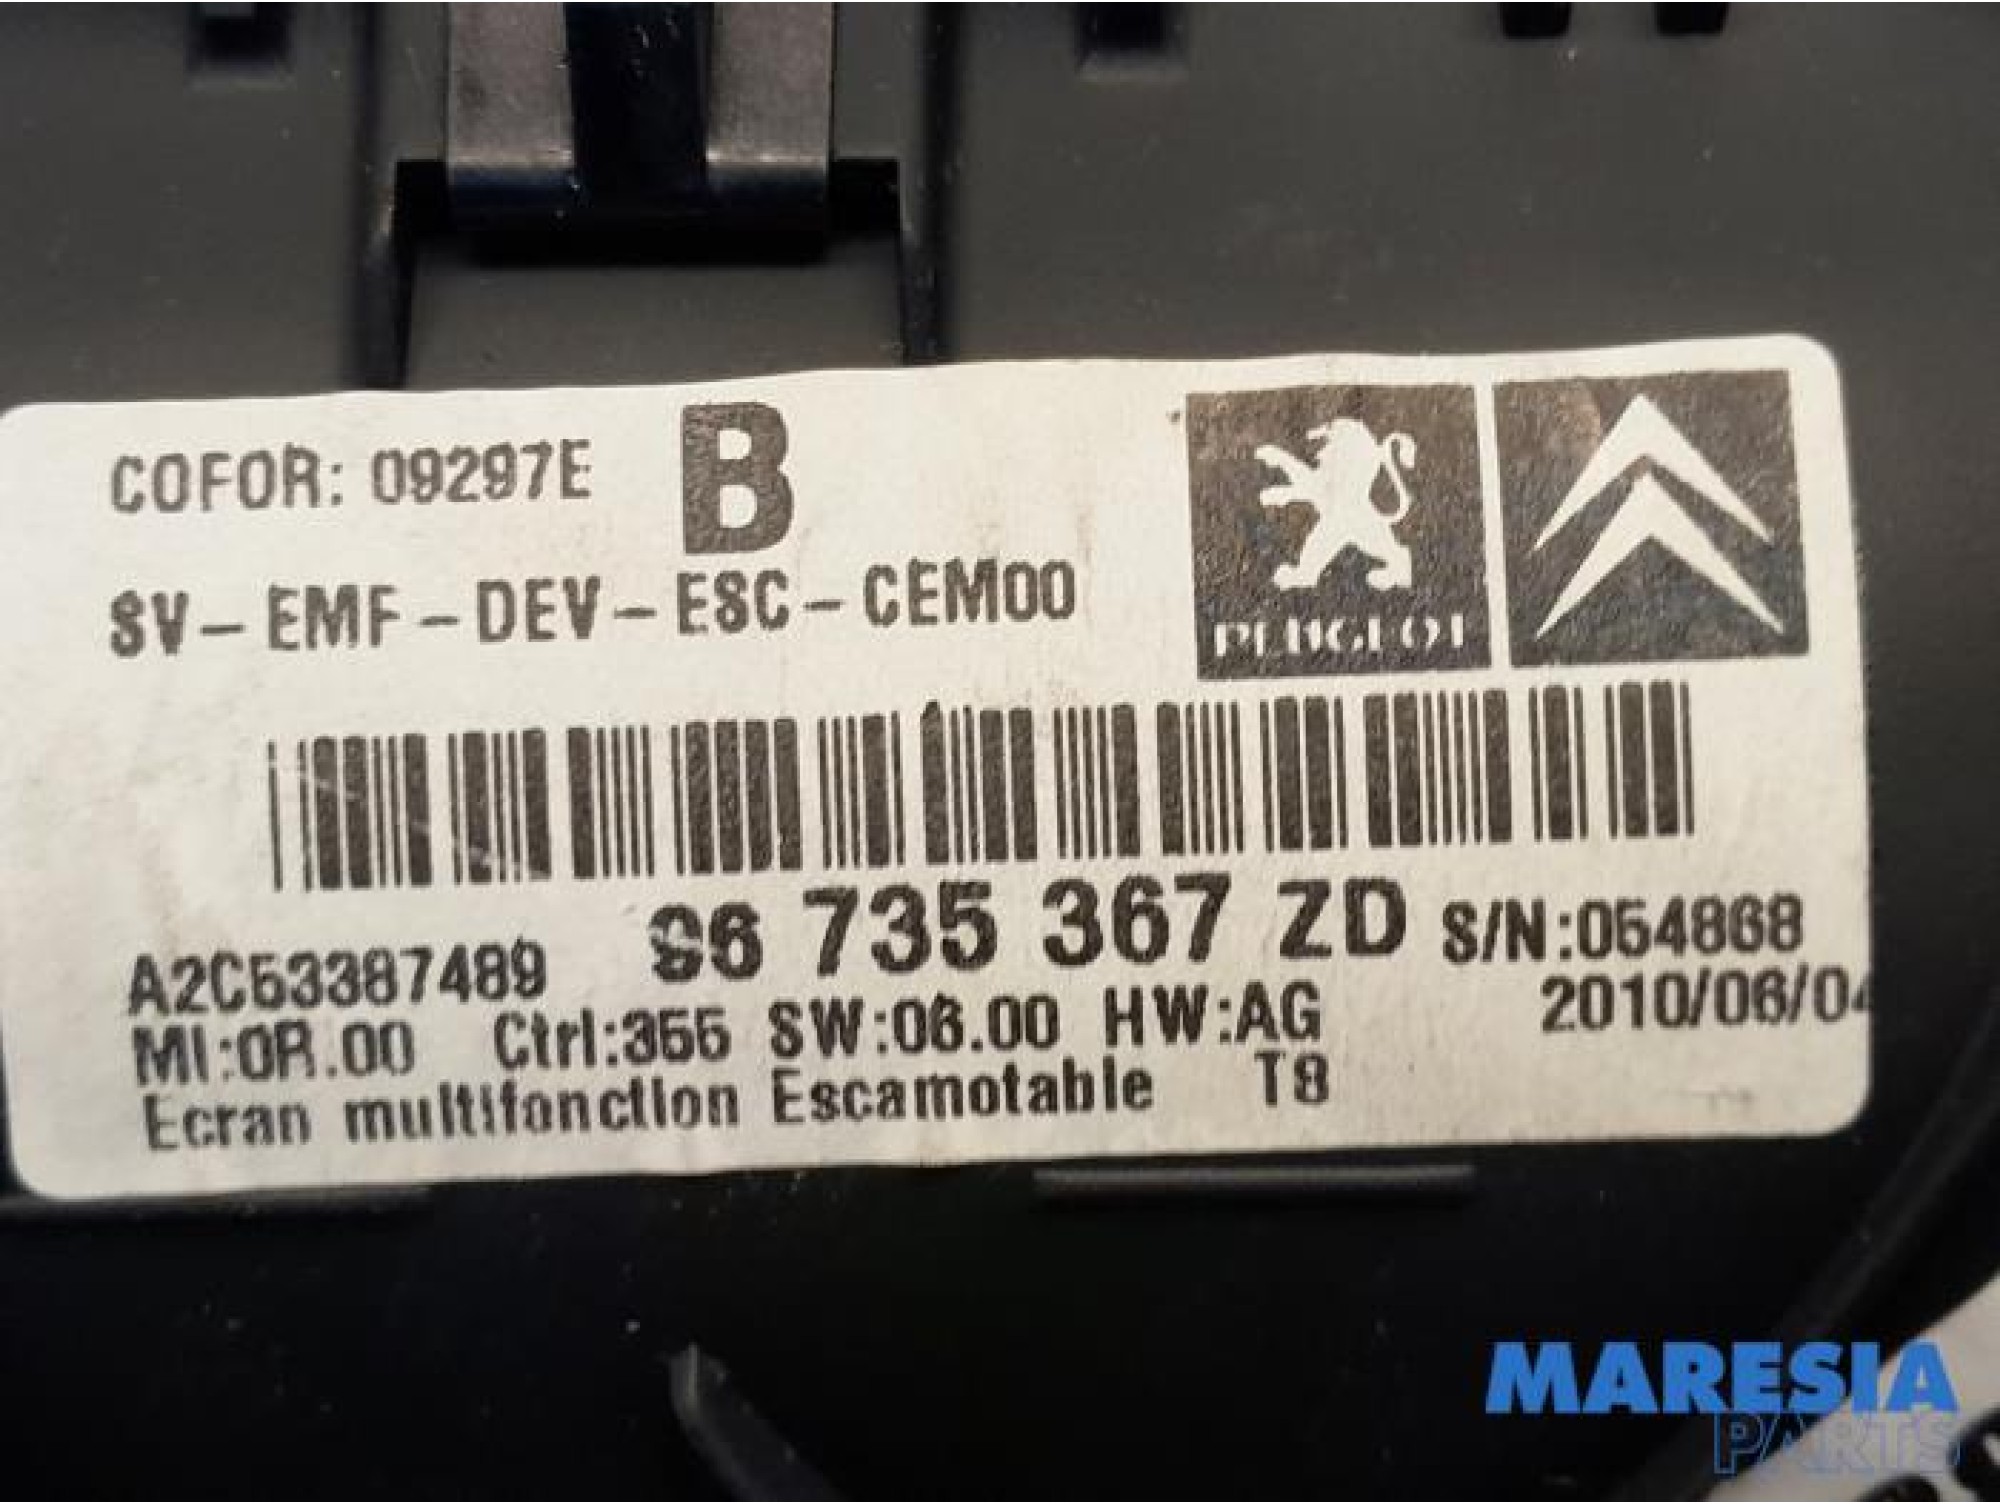 COFOR: 09297E B
SV-EMF-DEV-ESC-CEM00
PEUGEOT
96 735 367 ZD S/N:054868
A2C53387489
2010/06/04
MI:0R.00 Ctrl:355 SW:06.00 HW:AG
Ecran multifonction Escamotable T8
MARESIA
PARTS